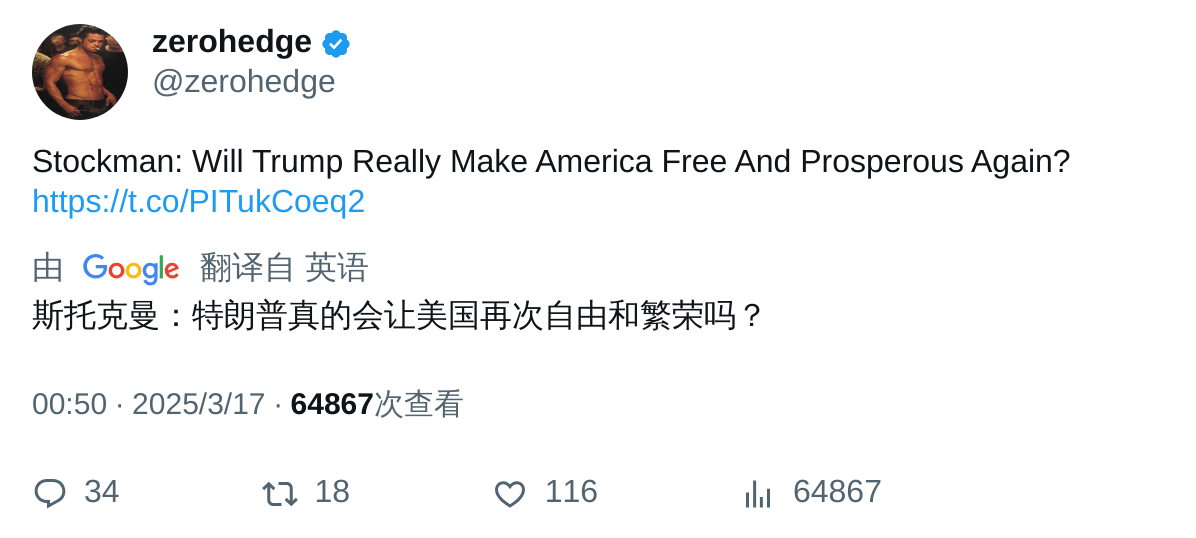 zerohedge
@zerohedge
Stockman: Will Trump Really Make America Free And Prosperous Again?
https://t.co/PITukCoeq2
由 Google 翻译自 英语
斯托克曼：特朗普真的会让美国再次自由和繁荣吗？
00:50 · 2025/3/17 · 64867次查看
34 18 116 64867